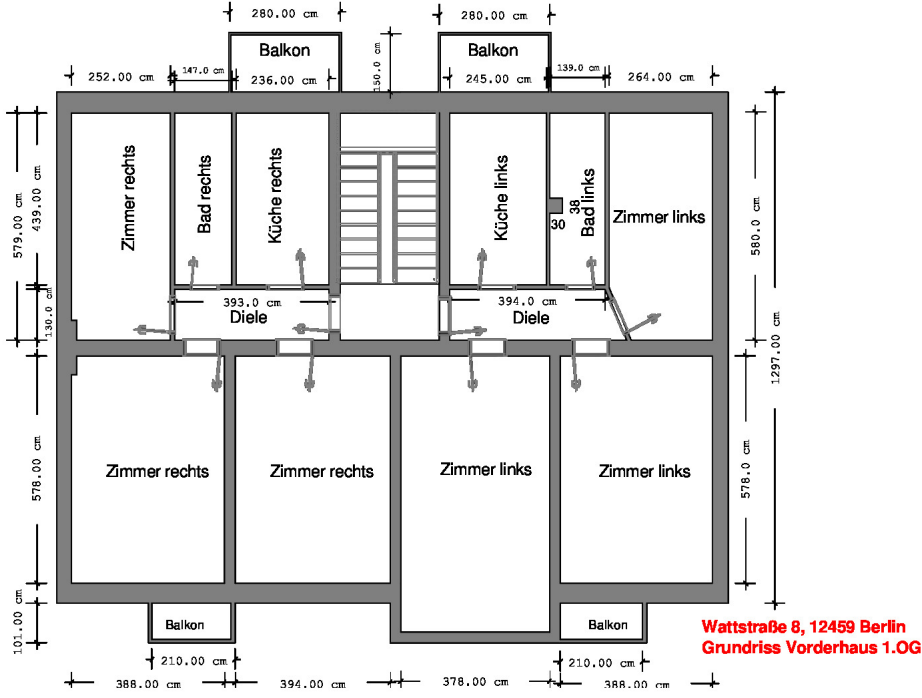 280.00 cm
280.00 cm
Balkon
Balkon
150.0 cm
252.00 cm
147.0 cm
236.00 cm
245.00 cm
139.0 cm
264.00 cm
579.00 cm
439.00 cm
Zimmer rechts
Bad rechts
Küche rechts
Küche links
30
38
Bad links
Zimmer links
580.0 cm
130.0 cm
393.0 cm
Diele
394.0 cm
Diele
1297.00 cm
578.00 cm
Zimmer rechts
Zimmer rechts
Zimmer links
Zimmer links
578.0 cm
101.00 cm
Balkon
Balkon
210.00 cm
210.00 cm
388.00 cm
394.00 cm
378.00 cm
388.00 cm
Wattstraße 8, 12459 Berlin
Grundriss Vorderhaus 1.OG